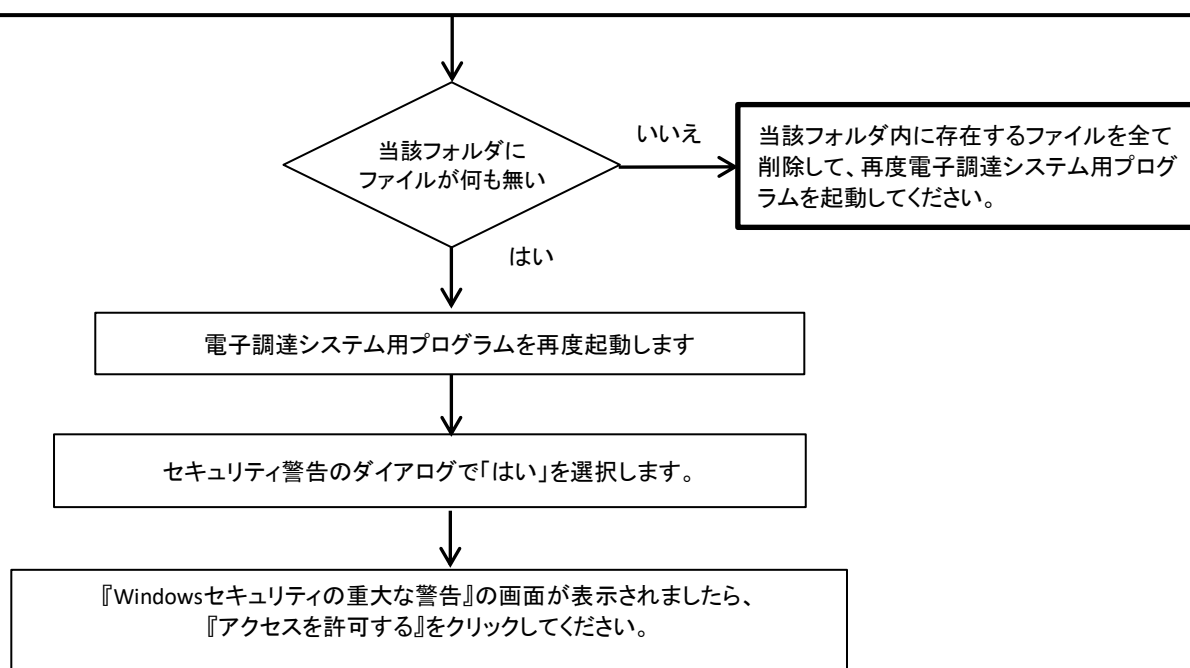 当該フォルダに
ファイルが何も無い
いいえ
当該フォルダ内に存在するファイルを全て
削除して、再度電子調達システム用プログ
ラムを起動してください。
はい
電子調達システム用プログラムを再度起動します
セキュリティ警告のダイアログで「はい」を選択します。
『Windowsセキュリティの重大な警告』の画面が表示されましたら、
『アクセスを許可する』をクリックしてください。